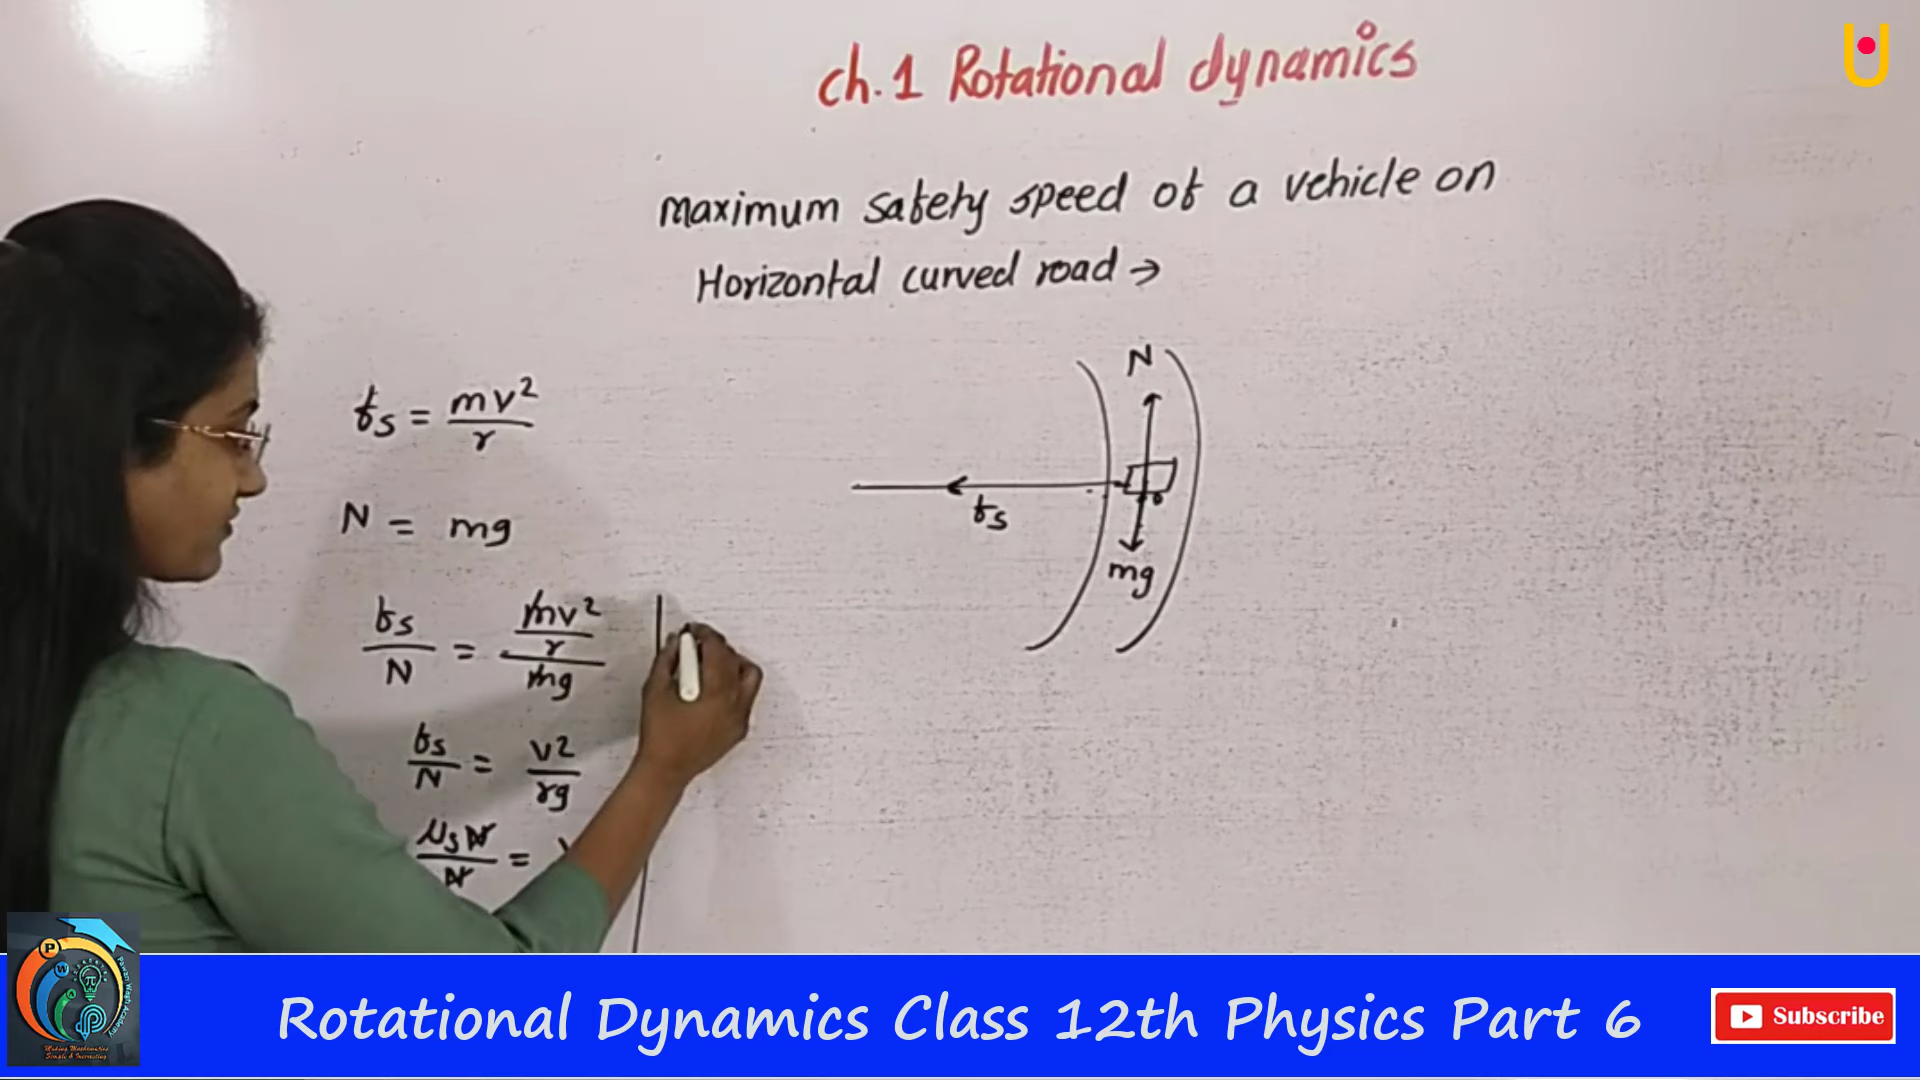 ch.1 Rotational dynamics
maximum safety speed of a vehicle on
Horizontal curved road →
fs = mv²/r
N = mg
fs/N = mv²/r/mg
fs/N = v²/rg
μsN/N =
N
fs
mg
Rotational Dynamics Class 12th Physics Part 6
Subscribe